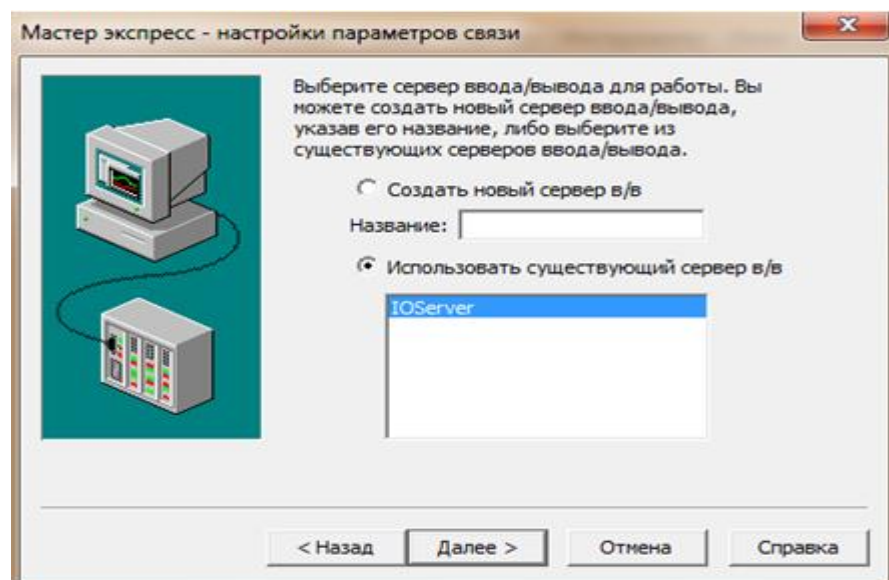 Мастер экспресс - настройки параметров связи
Выберите сервер ввода/вывода для работы. Вы
можете создать новый сервер ввода/вывода,
указав его название, либо выберите из
существующих серверов ввода/вывода.
Создать новый сервер в/в
Название:
Использовать существующий сервер в/в
IOServer
< Назад
Далее >
Отмена
Справка